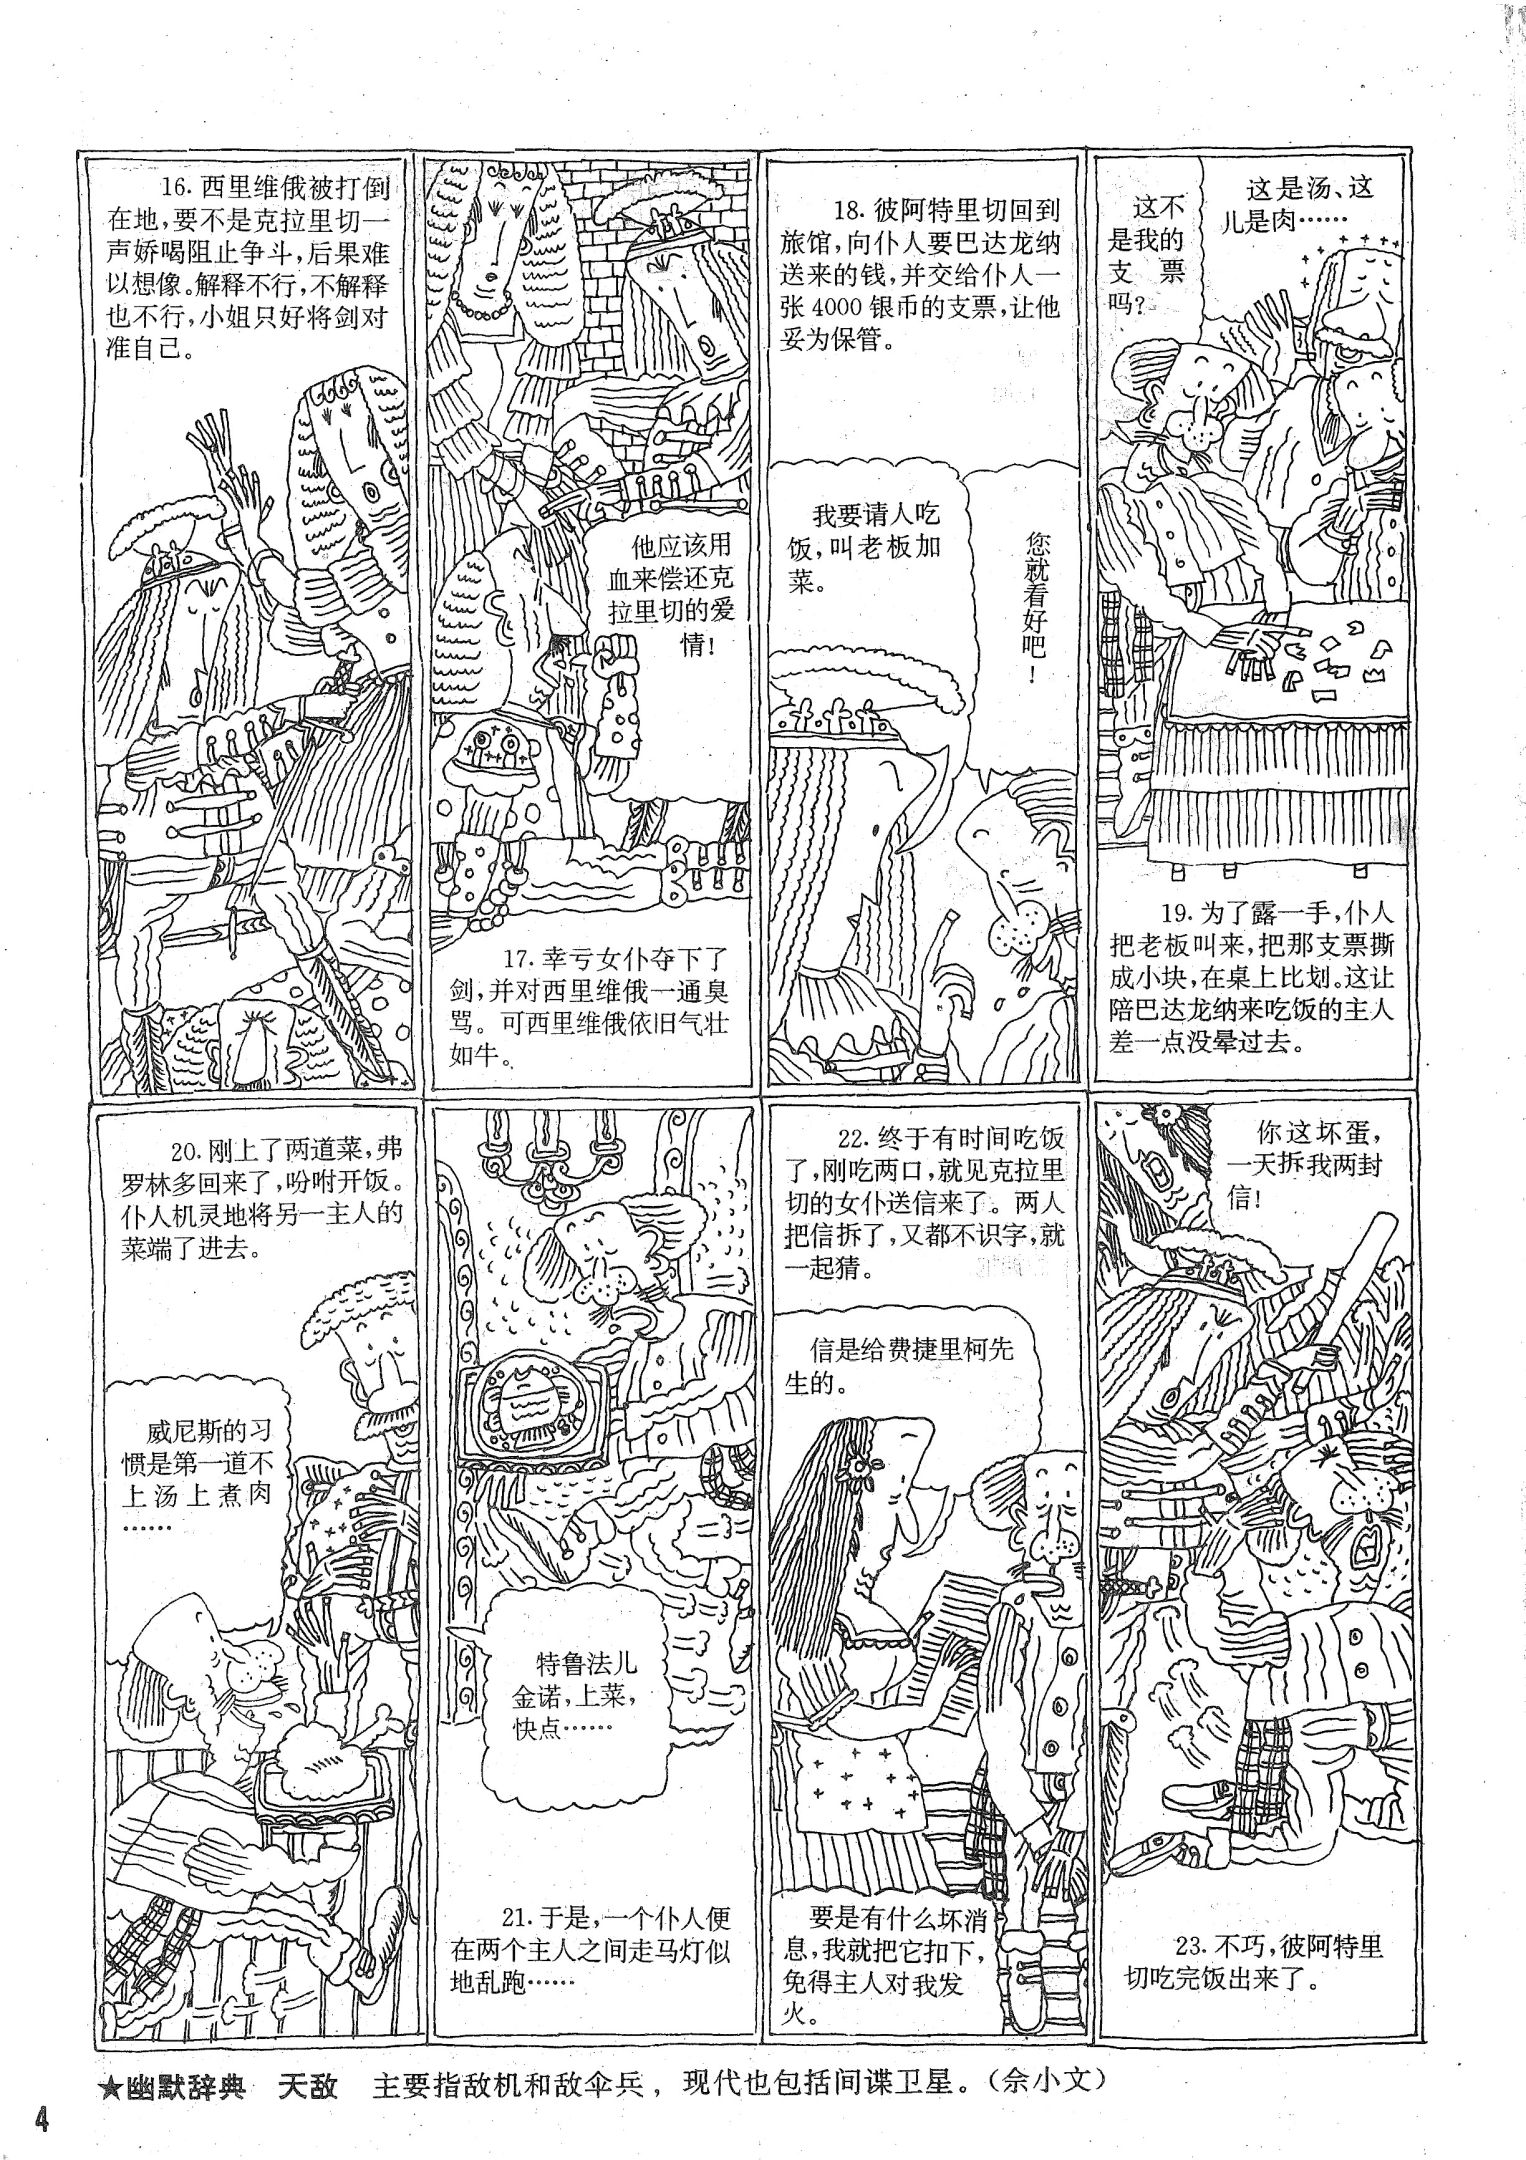 16. 西里维俄被打倒
在地，要不是克拉里切一
声娇喝阻止争斗，后果难
以想像。解释不行，不解释
也不行，小姐只好将剑对
准自己。
他应该用
血来偿还克
拉里切的爱
情！
17. 幸亏女仆夺下了
剑，并对西里维俄一通臭
骂。可西里维俄依旧气壮
如牛。
18. 彼阿特里切回到
旅馆，向仆人要巴达龙纳
送来的钱，并交给仆人一
张 4000 银币的支票，让他
妥为保管。
我要请人吃
饭，叫老板加
菜。
您就看好吧！
这不
是我的
支票
吗？
这是汤、这
儿是肉……
19. 为了露一手，仆人
把老板叫来，把那支票撕
成小块，在桌上比划。这让
陪巴达龙纳来吃饭的主人
差一点没晕过去。
20. 刚上了两道菜，弗
罗林多回来了，吩咐开饭。
仆人机灵地将另一主人的
菜端了进去。
威尼斯的习
惯是第一道不
上汤上煮肉
……
特鲁法儿
金诺，上菜，
快点……
21. 于是，一个仆人便
在两个主人之间走马灯似
地乱跑……
22. 终于有时间吃饭
了，刚吃两口，就见克拉里
切的女仆送信来了。两人
把信拆了，又都不识字，就
一起猜。
信是给费捷里柯先
生的。
要是有什么坏消
息，我就把它扣下，
免得主人对我发
火。
你这坏蛋，
一天拆我两封
信！
23. 不巧，彼阿特里
切吃完饭出来了。
★幽默辞典　天敌　主要指敌机和敌伞兵，现代也包括间谍卫星。（佘小文）
4